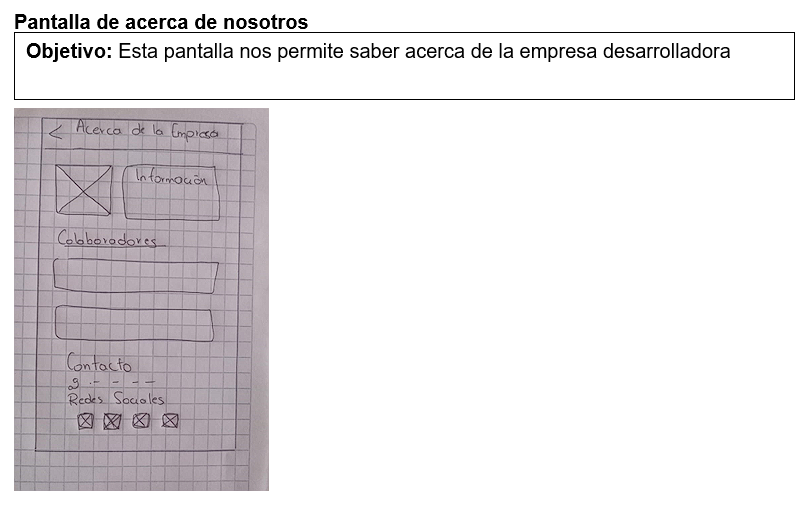 Pantalla de acerca de nosotros
Objetivo: Esta pantalla nos permite saber acerca de la empresa desarrolladora
< Acerca de la Empresa
Información
Colaboradores
Contacto
Redes Sociales